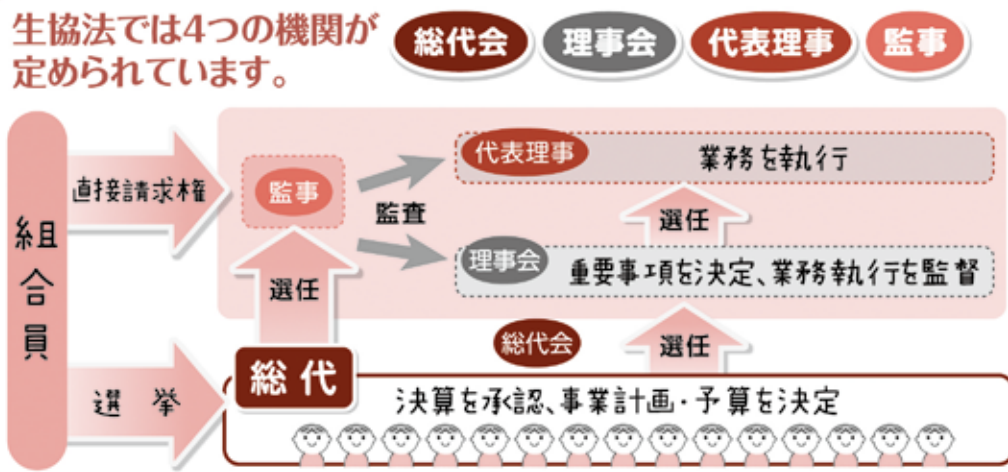 生協法では4つの機関が
定められています。
総代会 理事会 代表理事 監事
組合員
直接請求権
監事
監査
代表理事 業務を執行
選任
理事会 重要事項を決定、業務執行を監督
選任
総代会
選任
選挙
総代
決算を承認、事業計画・予算を決定